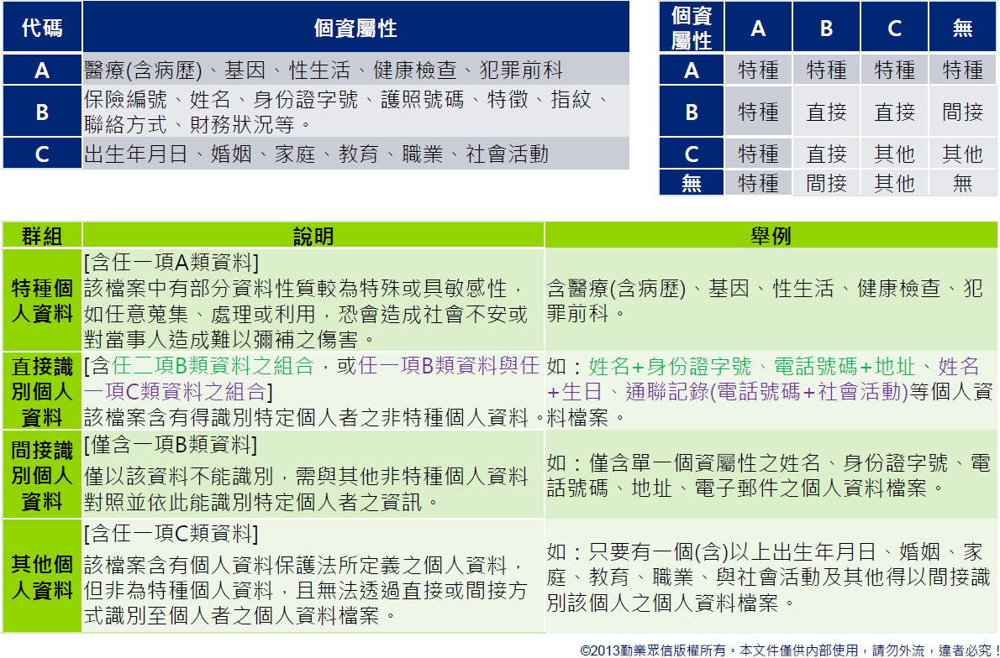 代碼 個資屬性
A 醫療(含病歷)、基因、性生活、健康檢查、犯罪前科
B 保險編號、姓名、身份證字號、護照號碼、特徵、指紋、
聯絡方式、財務狀況等。
C 出生年月日、婚姻、家庭、教育、職業、社會活動
個資
屬性 A B C 無
A 特種 特種 特種 特種
B 特種 直接 直接 間接
C 特種 直接 其他 其他
無 特種 間接 其他 無
群組 說明 舉例
特種個
人資料
[含任一項A類資料]
該檔案中有部分資料性質較為特殊或具敏感性，
如任意蒐集、處理或利用，恐會造成社會不安或
對當事人造成難以彌補之傷害。
含醫療(含病歷)、基因、性生活、健康檢查、犯
罪前科。
直接識
別個人
資料
[含任二項B類資料之組合，或任一項B類資料與任
一項C類資料之組合]
該檔案含有得識別特定個人者之非特種個人資料。
如：姓名+身份證字號、電話號碼+地址、姓名
+生日、通聯記錄(電話號碼+社會活動)等個人資
料檔案。
間接識
別個人
資料
[僅含一項B類資料]
僅以該資料不能識別，需與其他非特種個人資料
對照並依此能識別特定個人者之資訊。
如：僅含單一個資屬性之姓名、身份證字號、電
話號碼、地址、電子郵件之個人資料檔案。
其他個
人資料
[含任一項C類資料]
該檔案含有個人資料保護法所定義之個人資料，
但非為特種個人資料，且無法透過直接或間接方
式識別至個人者之個人資料檔案。
如：只要有一個(含)以上出生年月日、婚姻、家
庭、教育、職業、與社會活動及其他得以間接識
別該個人之個人資料檔案。
©2013勤業眾信版權所有。本文件僅供內部使用，請勿外流，違者必究！